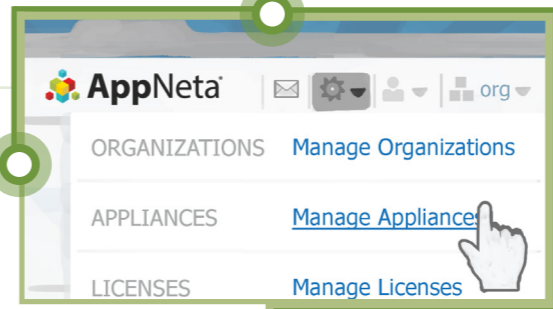 AppNeta org
ORGANIZATIONS Manage Organizations
APPLIANCES Manage Appliances
LICENSES Manage Licenses